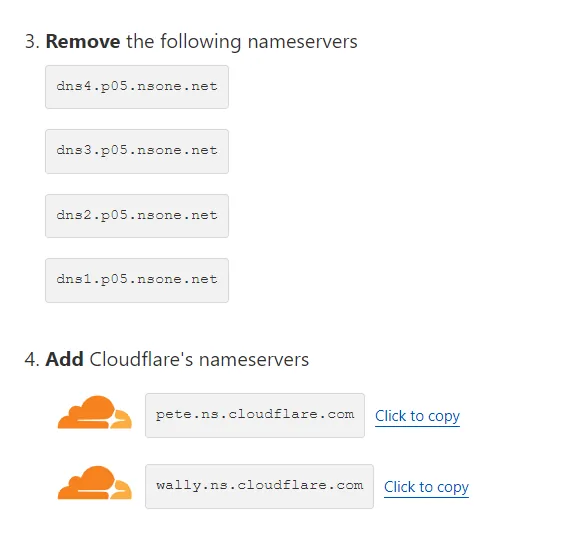 3. Remove the following nameservers
dns4.p05.nsone.net
dns3.p05.nsone.net
dns2.p05.nsone.net
dns1.p05.nsone.net
4. Add Cloudflare's nameservers
pete.ns.cloudflare.com Click to copy
wally.ns.cloudflare.com Click to copy